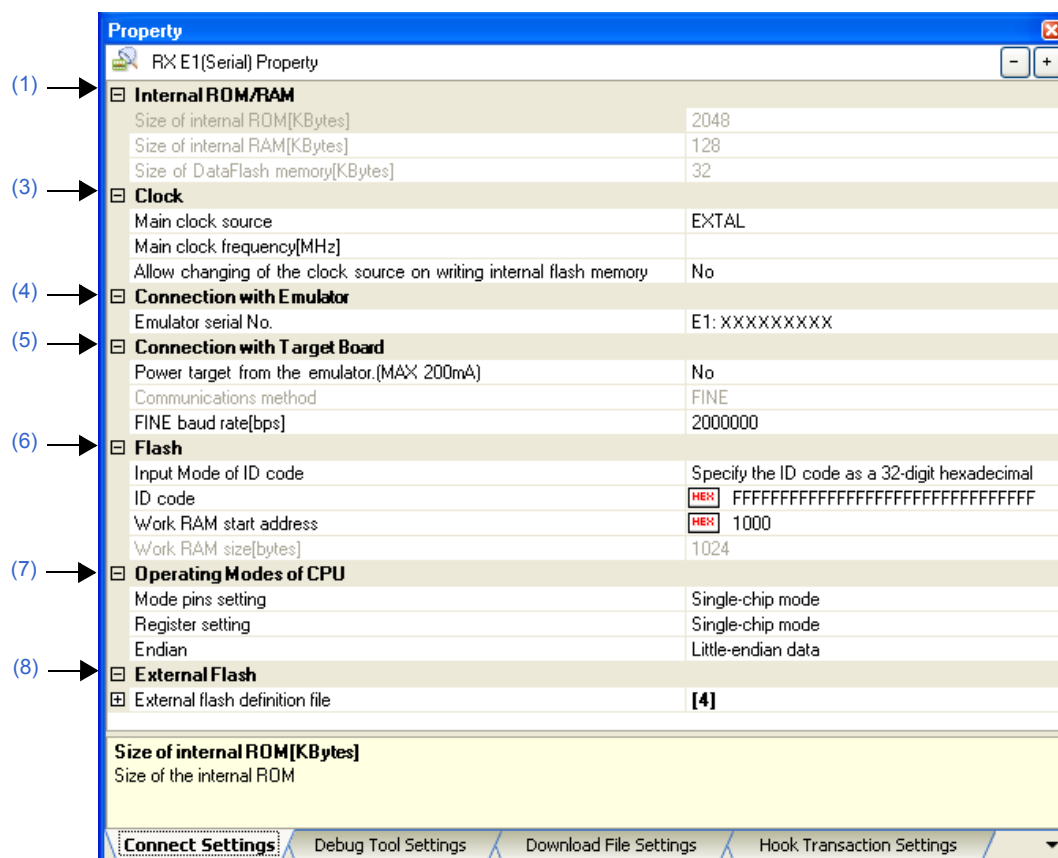 Property
RX E1(Serial) Property
- +
(1) Internal ROM/RAM
Size of internal ROM[KBytes] 2048
Size of internal RAM[KBytes] 128
Size of DataFlash memory[KBytes] 32
(3) Clock
Main clock source EXTAL
Main clock frequency[MHz]
Allow changing of the clock source on writing internal flash memory No
(4) Connection with Emulator
Emulator serial No. E1: XXXXXXXXX
(5) Connection with Target Board
Power target from the emulator.(MAX 200mA) No
Communications method FINE
FINE baud rate[bps] 2000000
(6) Flash
Input Mode of ID code Specify the ID code as a 32-digit hexadecimal
ID code HEX FFFFFFFFFFFFFFFFFFFFFFFFFFFFFFFF
Work RAM start address HEX 1000
Work RAM size[bytes] 1024
(7) Operating Modes of CPU
Mode pins setting Single-chip mode
Register setting Single-chip mode
Endian Little-endian data
(8) External Flash
External flash definition file [4]
Size of internal ROM[KBytes]
Size of the internal ROM
Connect Settings Debug Tool Settings Download File Settings Hook Transaction Settings